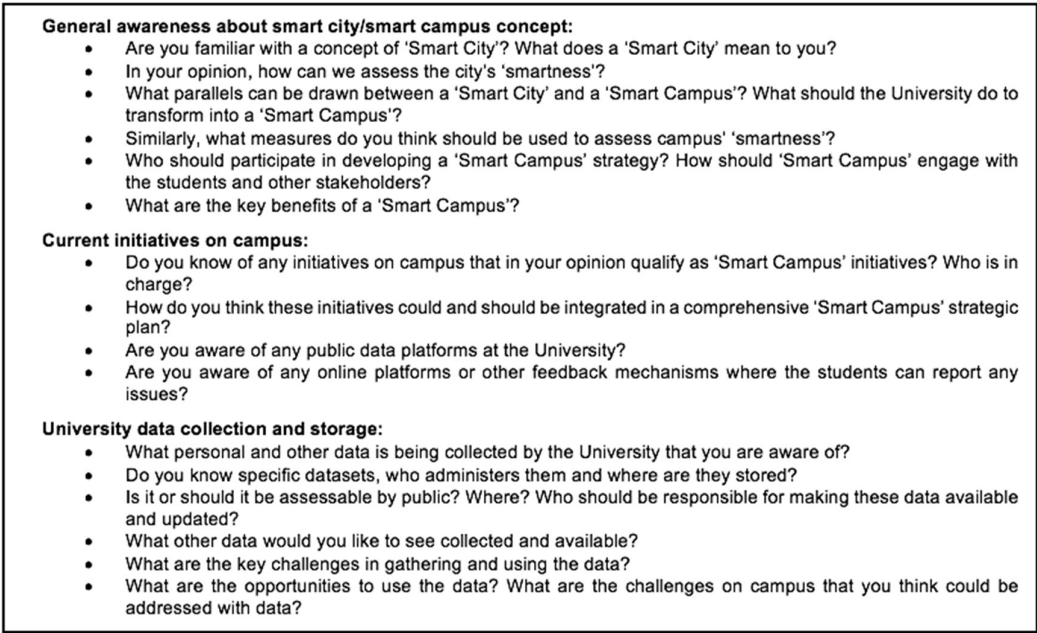 General awareness about smart city/smart campus concept:
• Are you familiar with a concept of 'Smart City'? What does a 'Smart City' mean to you?
• In your opinion, how can we assess the city's 'smartness'?
• What parallels can be drawn between a 'Smart City' and a 'Smart Campus'? What should the University do to
transform into a 'Smart Campus'?
• Similarly, what measures do you think should be used to assess campus' 'smartness'?
• Who should participate in developing a 'Smart Campus' strategy? How should 'Smart Campus' engage with
the students and other stakeholders?
• What are the key benefits of a 'Smart Campus'?
Current initiatives on campus:
• Do you know of any initiatives on campus that in your opinion qualify as 'Smart Campus' initiatives? Who is in
charge?
• How do you think these initiatives could and should be integrated in a comprehensive 'Smart Campus' strategic
plan?
• Are you aware of any public data platforms at the University?
• Are you aware of any online platforms or other feedback mechanisms where the students can report any
issues?
University data collection and storage:
• What personal and other data is being collected by the University that you are aware of?
• Do you know specific datasets, who administers them and where are they stored?
• Is it or should it be assessable by public? Where? Who should be responsible for making these data available
and updated?
• What other data would you like to see collected and available?
• What are the key challenges in gathering and using the data?
• What are the opportunities to use the data? What are the challenges on campus that you think could be
addressed with data?